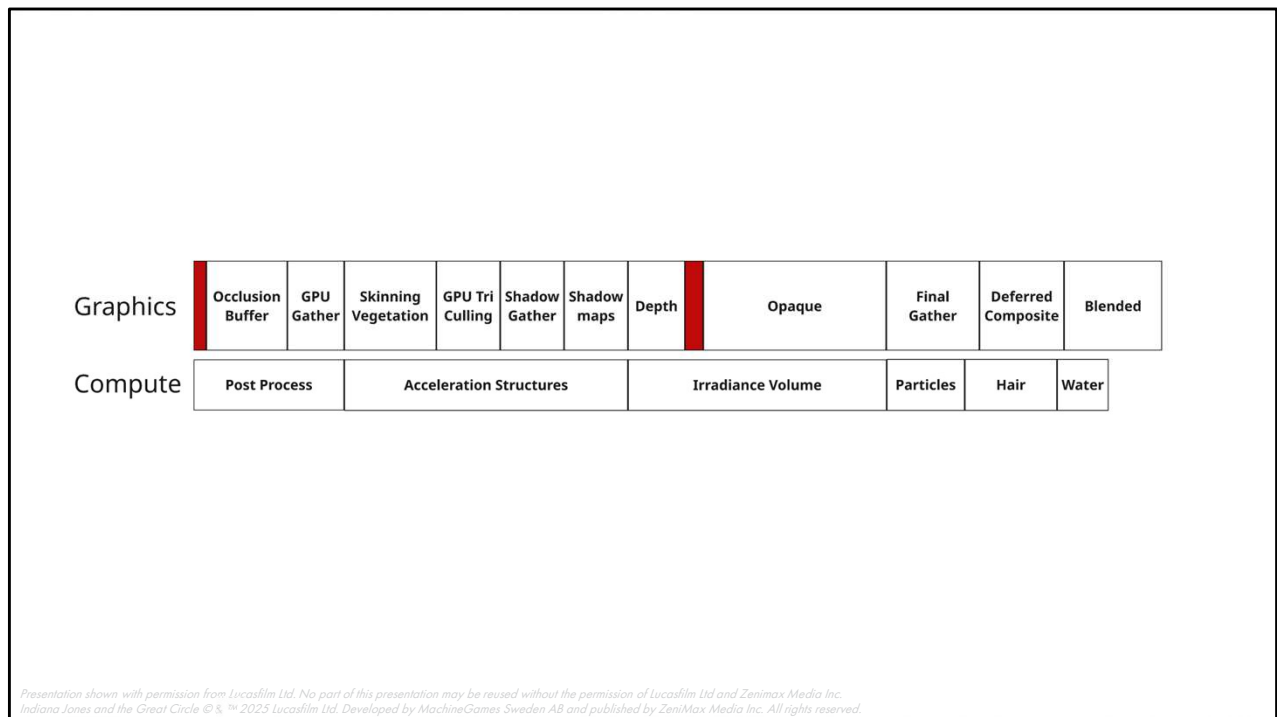 Graphics
Occlusion
Buffer
GPU
Gather
Skinning
Vegetation
GPU Tri
Culling
Shadow
Gather
Shadow
maps
Depth
Opaque
Final
Gather
Deferred
Composite
Blended
Compute
Post Process
Acceleration Structures
Irradiance Volume
Particles
Hair
Water
Presentation shown with permission from Lucasfilm Ltd. No part of this presentation may be reused without the permission of Lucasfilm Ltd and Zenimax Media Inc.
Indiana Jones and the Great Circle © & ™ 2025 Lucasfilm Ltd. Developed by MachineGames Sweden AB and published by ZeniMax Media Inc. All rights reserved.